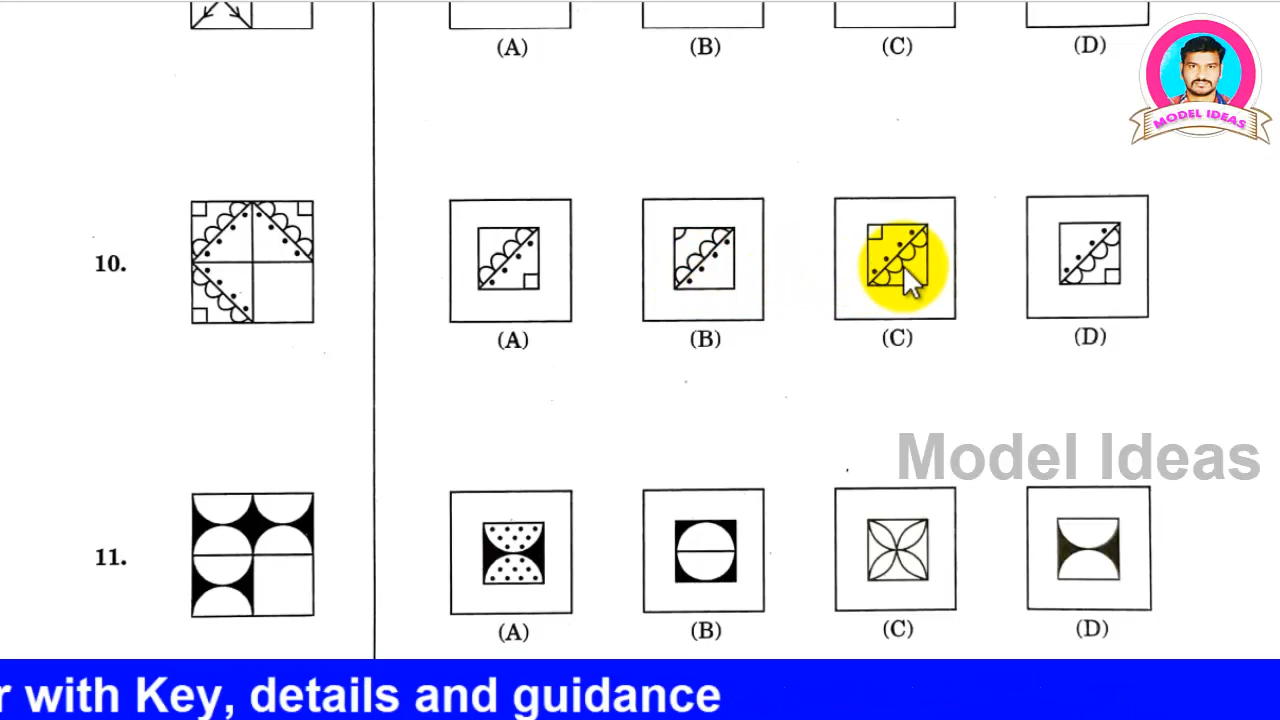 (A) (B) (C) (D)
MODEL IDEAS
10.
(A) (B) (C) (D)
Model Ideas
11.
(A) (B) (C) (D)
r with Key, details and guidance